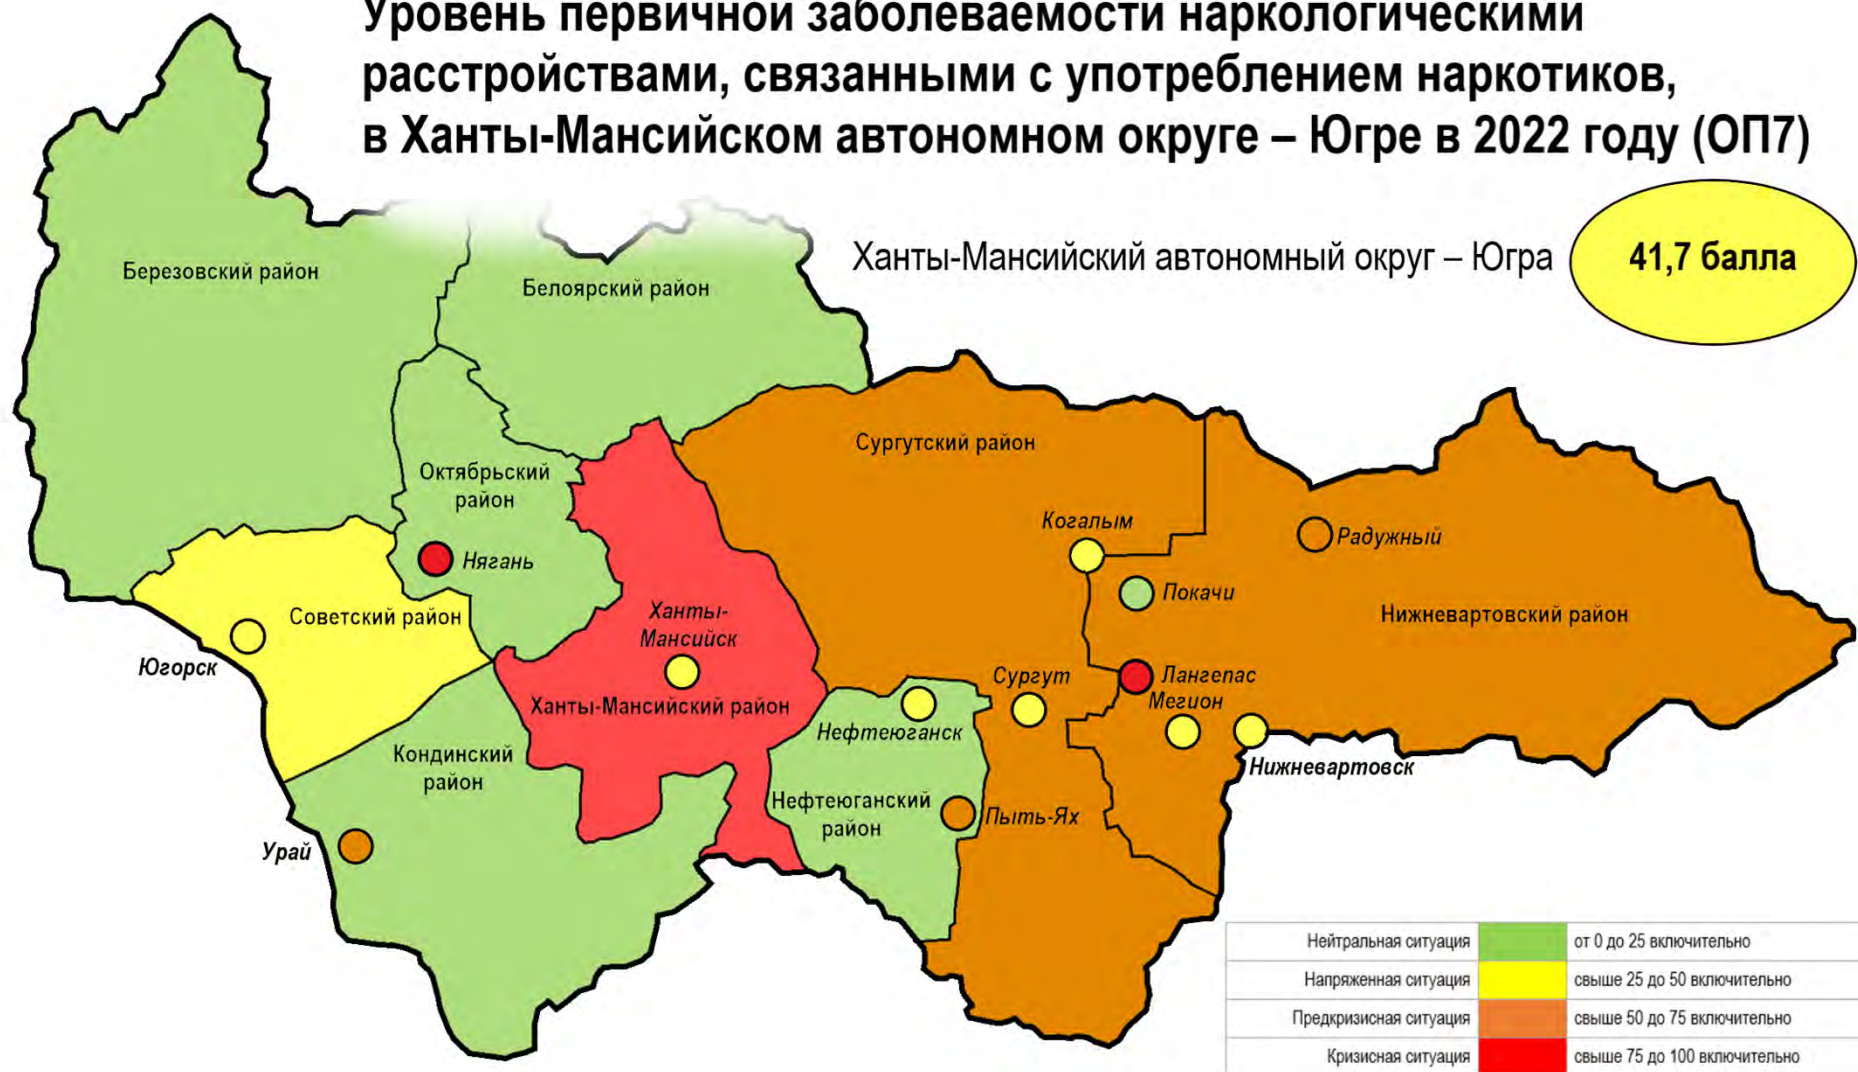 Уровень первичной заболеваемости наркологическими
расстройствами, связанными с употреблением наркотиков,
в Ханты-Мансийском автономном округе – Югре в 2022 году (ОП7)
Ханты-Мансийский автономный округ – Югра
41,7 балла
Березовский район
Белоярский район
Октябрьский
район
Нягань
Сургутский район
Когалым
Радужный
Покачи
Нижневартовский район
Советский район
Югорск
Ханты-
Мансийск
Ханты-Мансийский район
Сургут
Лангепас
Мегион
Нефтеюганск
Нижневартовск
Кондинский
район
Нефтеюганский
район
Пыть-Ях
Урай
Нейтральная ситуация от 0 до 25 включительно
Напряженная ситуация свыше 25 до 50 включительно
Предкризисная ситуация свыше 50 до 75 включительно
Кризисная ситуация свыше 75 до 100 включительно